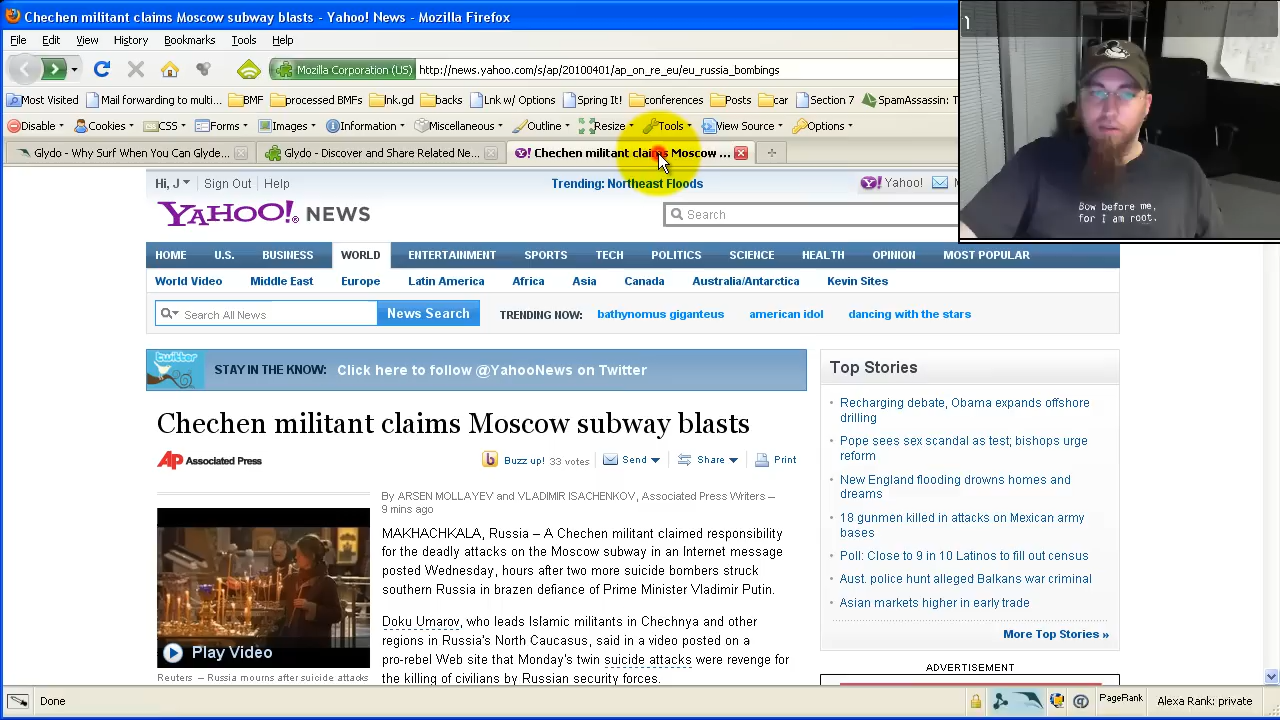 Chechen militant claims Moscow subway blasts - Yahoo! News - Mozilla Firefox
File Edit View History Bookmarks Tools Help
Mozilla Corporation (US) http://news.yahoo.com/s/ap/20100401/ap_on_re_eu/eu_russia_bombings
Most Visited Mail forwarding to multi... BIT processed BMFs Ink.gd backs Lnk w/ Options Spring It! conferences Posts car Section 7 SpamAssassin: T
Disable Cookies CSS Forms Images Information Miscellaneous Outline Resize Tools View Source Options
Glydo - Why Surf When You Can Glyde... Glydo - Discover and Share Related Ne... Chechen militant claims Moscow ...
Hi, J Sign Out Help Trending: Northeast Floods Yahoo!
YAHOO! NEWS Search
HOME U.S. BUSINESS WORLD ENTERTAINMENT SPORTS TECH POLITICS SCIENCE HEALTH OPINION MOST POPULAR
World Video Middle East Europe Latin America Africa Asia Canada Australia/Antarctica Kevin Sites
Search All News News Search TRENDING NOW: bathynomus giganteus american idol dancing with the stars
twitter STAY IN THE KNOW: Click here to follow @YahooNews on Twitter
Chechen militant claims Moscow subway blasts
AP Associated Press Buzz up! 33 votes Send Share Print
By ARSEN MOLLAYEV and VLADIMIR ISACHENKOV, Associated Press Writers –
9 mins ago
MAKHACHKALA, Russia – A Chechen militant claimed responsibility
for the deadly attacks on the Moscow subway in an Internet message
posted Wednesday, hours after two more suicide bombers struck
southern Russia in brazen defiance of Prime Minister Vladimir Putin.
Doku Umarov, who leads Islamic militants in Chechnya and other
regions in Russia's North Caucasus, said in a video posted on a
pro-rebel Web site that Monday's twin suicide attacks were revenge for
the killing of civilians by Russian security forces.
Play Video
Reuters – Russia mourns after suicide attacks
Top Stories
Recharging debate, Obama expands offshore
drilling
Pope sees sex scandal as test; bishops urge
reform
New England flooding drowns homes and
dreams
18 gunmen killed in attacks on Mexican army
bases
Poll: Close to 9 in 10 Latinos to fill out census
Aust. police hunt alleged Balkans war criminal
Asian markets higher in early trade
More Top Stories »
ADVERTISEMENT
Bow before me,
for I am root.
Done PageRank Alexa Rank: private